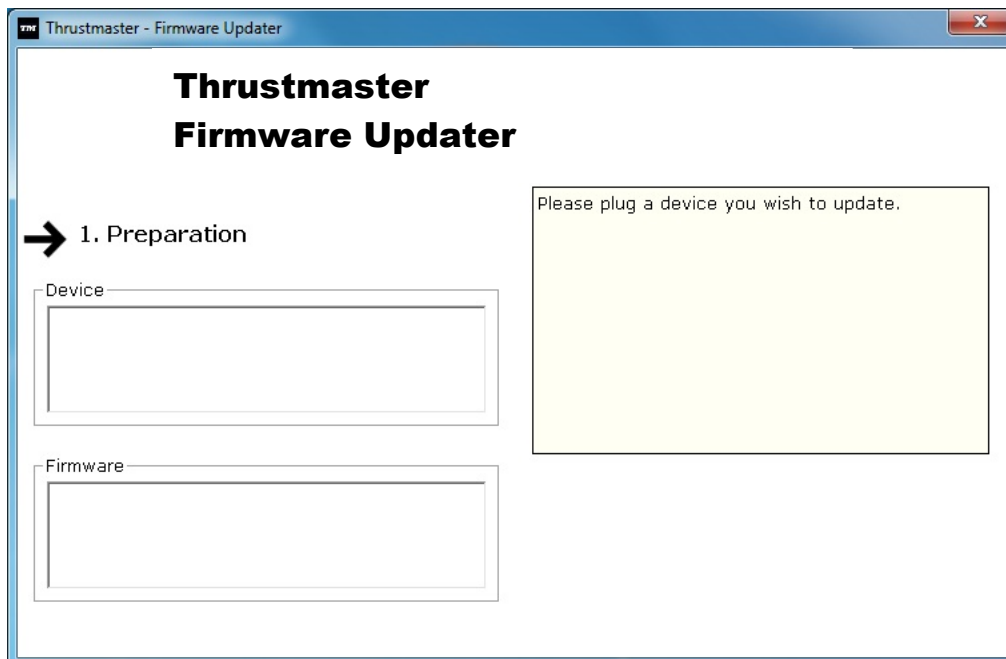 TM Thrustmaster - Firmware Updater
X
Thrustmaster
Firmware Updater
1. Preparation
Please plug a device you wish to update.
Device
Firmware